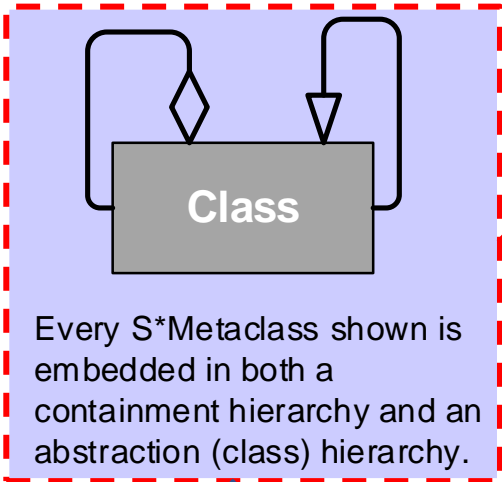 Class
Every S*Metaclass shown is
embedded in both a
containment hierarchy and an
abstraction (class) hierarchy.